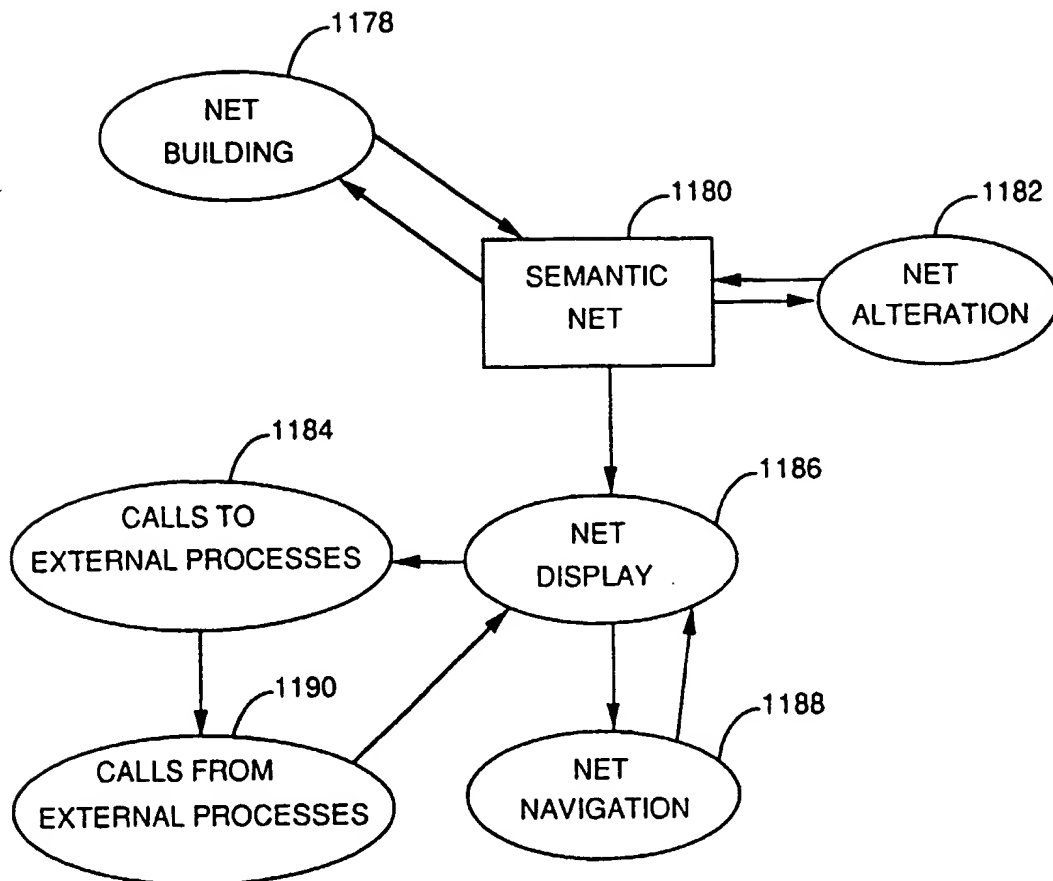 1178
NET
BUILDING
1180
SEMANTIC
NET
1182
NET
ALTERATION
1184
CALLS TO
EXTERNAL PROCESSES
1186
NET
DISPLAY
1190
CALLS FROM
EXTERNAL PROCESSES
1188
NET
NAVIGATION